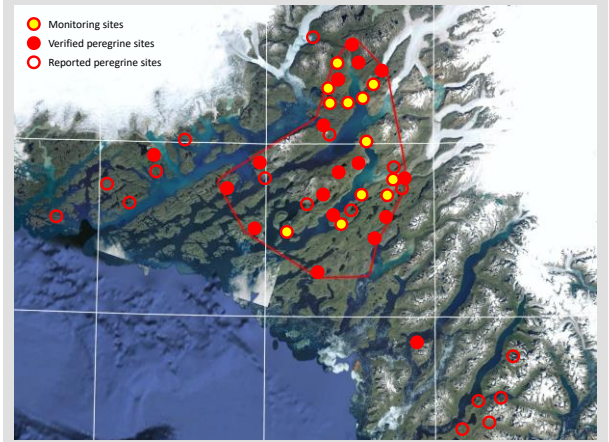 Monitoring sites
Verified peregrine sites
Reported peregrine sites